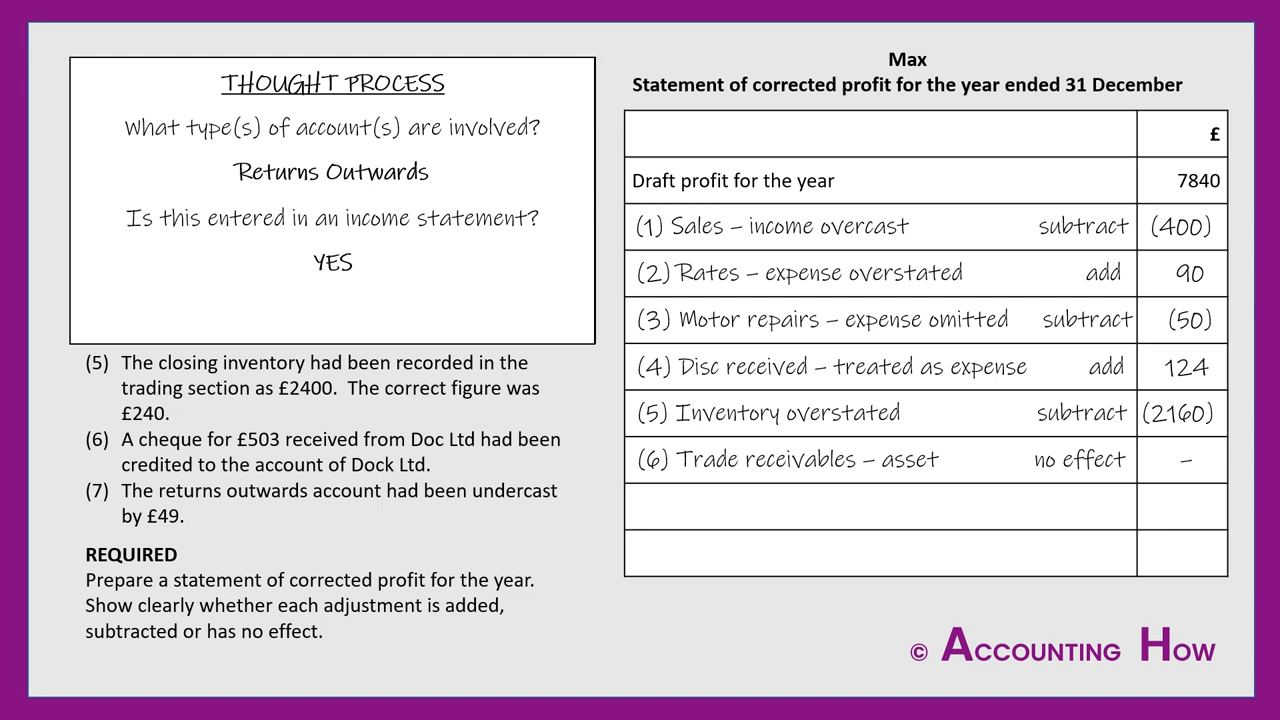 THOUGHT PROCESS
What type(s) of account(s) are involved?
Returns Outwards
Is this entered in an income statement?
YES
(5) The closing inventory had been recorded in the
trading section as £2400. The correct figure was
£240.
(6) A cheque for £503 received from Doc Ltd had been
credited to the account of Dock Ltd.
(7) The returns outwards account had been undercast
by £49.
REQUIRED
Prepare a statement of corrected profit for the year.
Show clearly whether each adjustment is added,
subtracted or has no effect.
Max
Statement of corrected profit for the year ended 31 December
£
Draft profit for the year 7840
(1) Sales – income overcast subtract (400)
(2) Rates – expense overstated add 90
(3) Motor repairs – expense omitted subtract (50)
(4) Disc received – treated as expense add 124
(5) Inventory overstated subtract (2160)
(6) Trade receivables – asset no effect –
© ACCOUNTING HOW